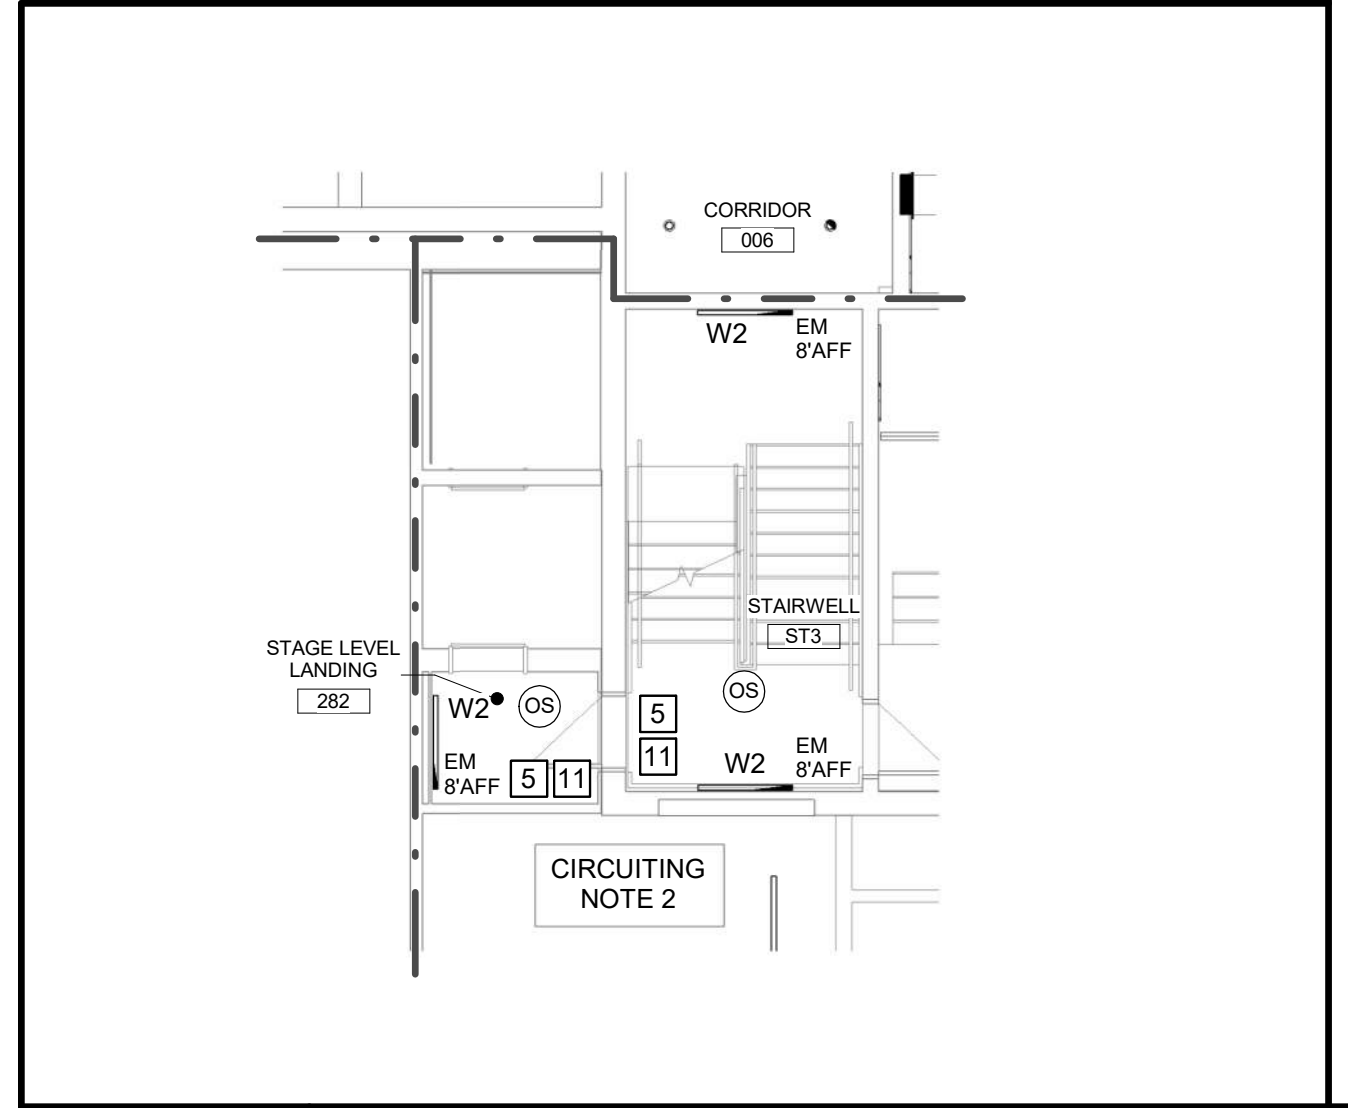 CORRIDOR
006
W2
EM
8'AFF
STAIRWELL
ST3
STAGE LEVEL
LANDING
282
W2
OS
EM
8'AFF
5
11
OS
5
11
W2
EM
8'AFF
CIRCUITING
NOTE 2